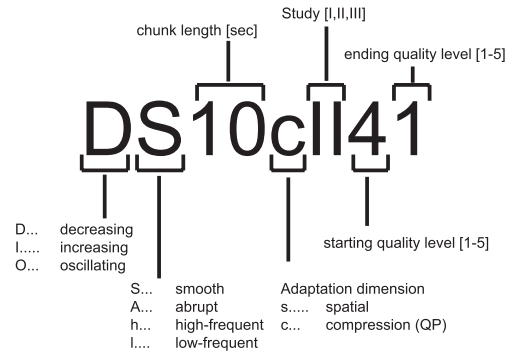 Study [I,II,III]
chunk length [sec]
ending quality level [1-5]
DS10cII41
starting quality level [1-5]
D... decreasing
I..... increasing
O... oscillating
S... smooth
A... abrupt
h... high-frequent
l.... low-frequent
Adaptation dimension
s..... spatial
c... compression (QP)